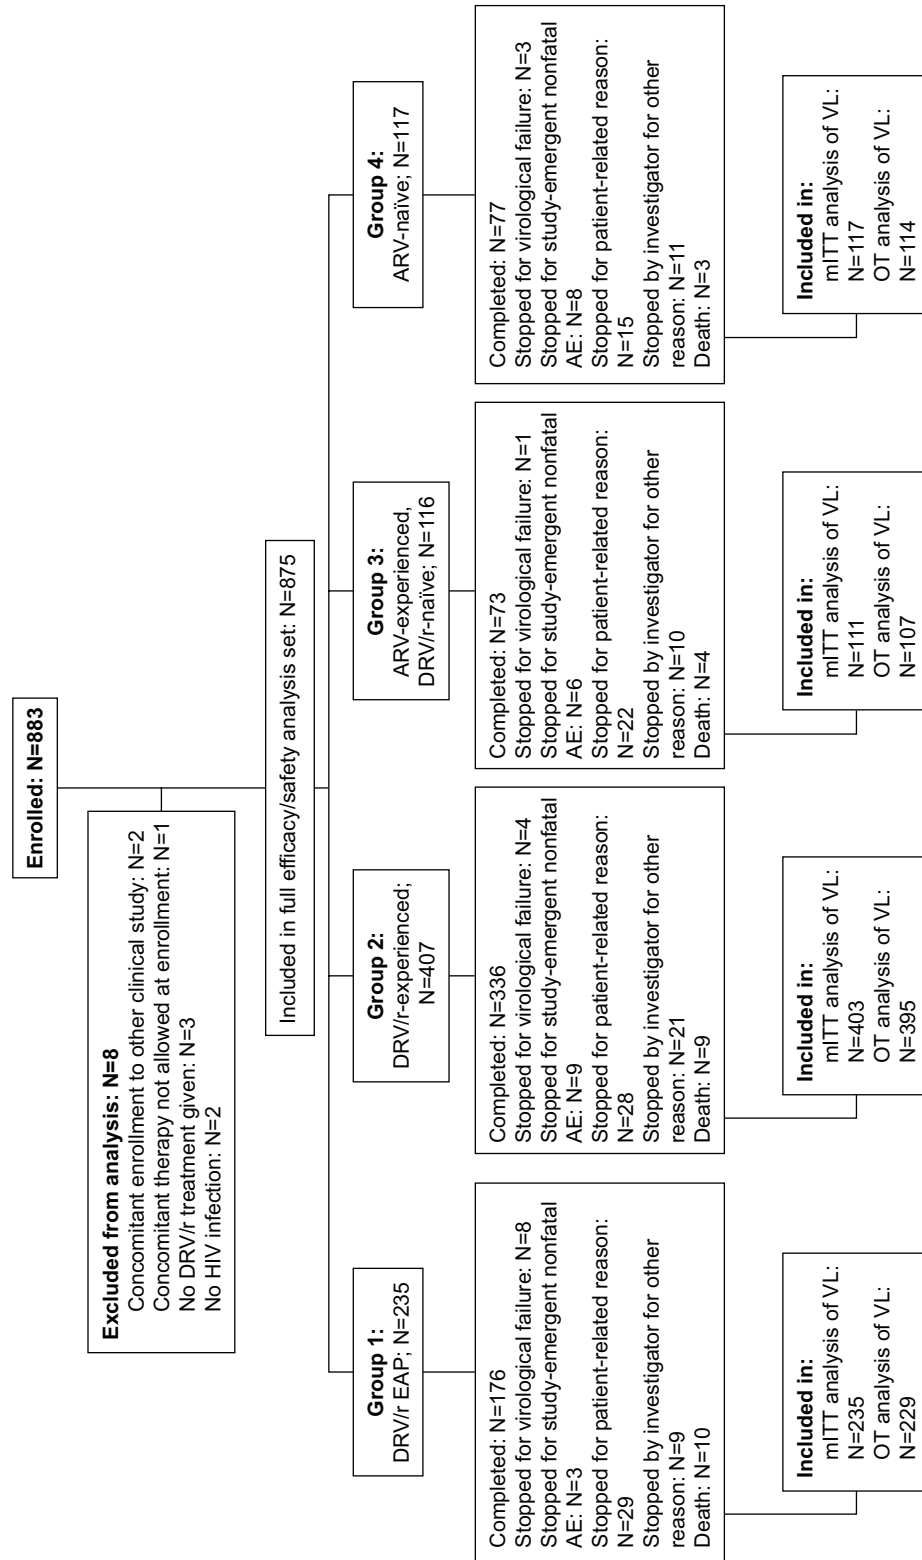 Enrolled: N=883
Excluded from analysis: N=8
Concomitant enrollment to other clinical study: N=2
Concomitant therapy not allowed at enrollment: N=1
No DRV/r treatment given: N=3
No HIV infection: N=2
Included in full efficacy/safety analysis set: N=875
Group 1:
DRV/r EAP; N=235
Completed: N=176
Stopped for virological failure: N=8
Stopped for study-emergent nonfatal
AE: N=3
Stopped for patient-related reason:
N=29
Stopped by investigator for other
reason: N=9
Death: N=10
Included in:
mITT analysis of VL:
N=235
OT analysis of VL:
N=229
Group 2:
DRV/r-experienced;
N=407
Completed: N=336
Stopped for virological failure: N=4
Stopped for study-emergent nonfatal
AE: N=9
Stopped for patient-related reason:
N=28
Stopped by investigator for other
reason: N=21
Death: N=9
Included in:
mITT analysis of VL:
N=403
OT analysis of VL:
N=395
Group 3:
ARV-experienced,
DRV/r-naïve; N=116
Completed: N=73
Stopped for virological failure: N=1
Stopped for study-emergent nonfatal
AE: N=6
Stopped for patient-related reason:
N=22
Stopped by investigator for other
reason: N=10
Death: N=4
Included in:
mITT analysis of VL:
N=111
OT analysis of VL:
N=107
Group 4:
ARV-naïve; N=117
Completed: N=77
Stopped for virological failure: N=3
Stopped for study-emergent nonfatal
AE: N=8
Stopped for patient-related reason:
N=15
Stopped by investigator for other
reason: N=11
Death: N=3
Included in:
mITT analysis of VL:
N=117
OT analysis of VL:
N=114